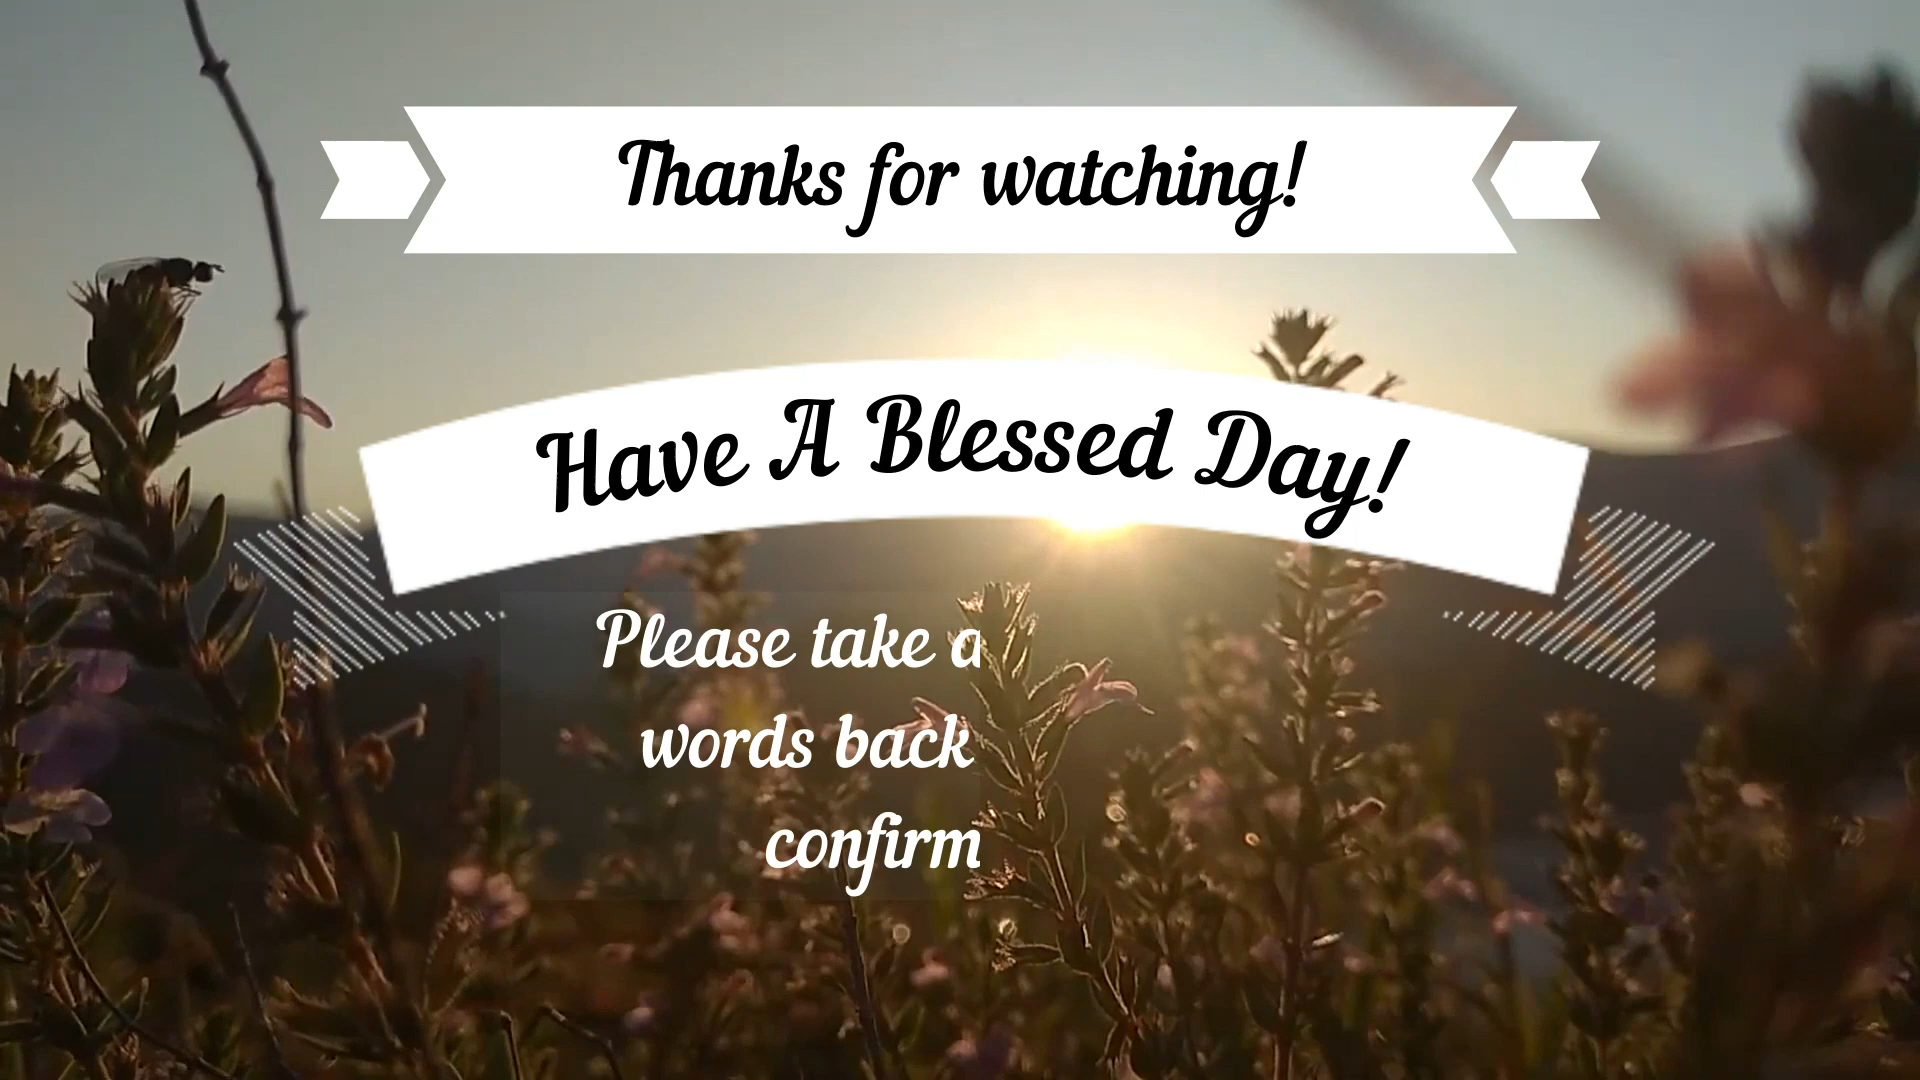 Thanks for watching!
Have A Blessed Day!
Please take a
words back
confirm